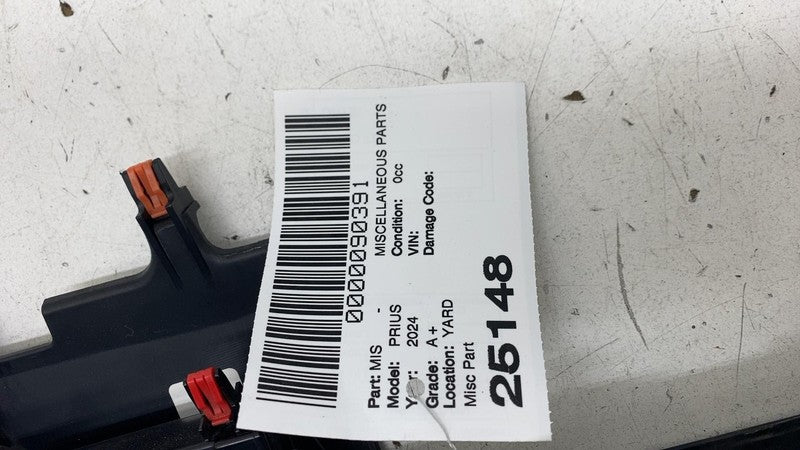 0000090391
Part: MIS - MISCELLANEOUS PARTS
Model: PRIUS Condition: 0cc
Year: 2024 VIN:
Grade: A+ Damage Code:
Location: YARD
Misc Part
25148